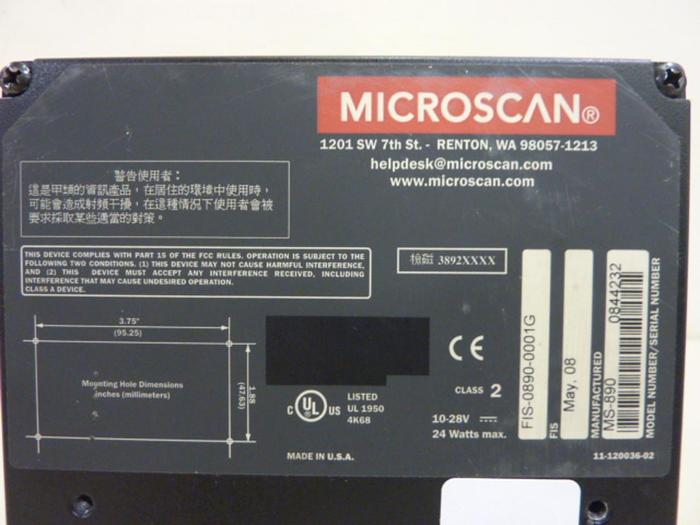 MICROSCAN®
1201 SW 7th St. - RENTON, WA 98057-1213
helpdesk@microscan.com
www.microscan.com
警告使用者：
這是甲類的資訊產品，在居住的環境中使用時，
可能會造成射頻干擾，在這種情況下使用者會被
要求採取某些適當的對策。
THIS DEVICE COMPLIES WITH PART 15 OF THE FCC RULES. OPERATION IS SUBJECT TO THE
FOLLOWING TWO CONDITIONS. (1) THIS DEVICE MAY NOT CAUSE HARMFUL INTERFERENCE,
AND (2) THIS DEVICE MUST ACCEPT ANY INTERFERENCE RECEIVED, INCLUDING
INTERFERENCE THAT MAY CAUSE UNDESIRED OPERATION.
CLASS A DEVICE.
檢磁 3892XXXX
3.75"
(95.25)
Mounting Hole Dimensions
inches (millimeters)
1.88
(47.63)
C UL US
LISTED
UL 1950
4K68
MADE IN U.S.A.
CE
CLASS 2
10-28V
24 Watts max.
FIS-0890-0001G
FIS
May, 08
MANUFACTURED
MS-890
0844232
MODEL NUMBER/SERIAL NUMBER
11-120036-02